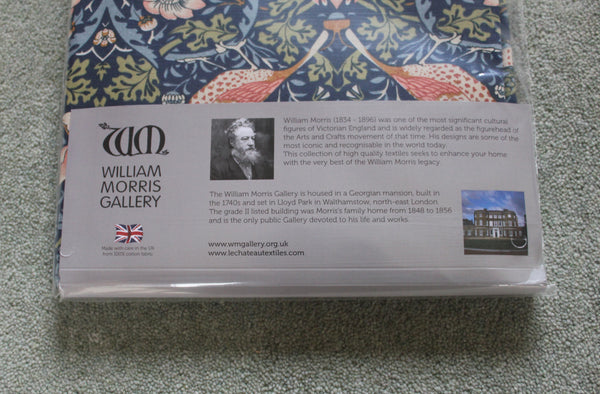 WM
WILLIAM
MORRIS
GALLERY
Made with care in the UK
from 100% cotton fabric.
William Morris (1834 - 1896) was one of the most significant cultural
figures of Victorian England and is widely regarded as the figurehead of
the Arts and Crafts movement of that time. His designs are some of the
most iconic and recognisable in the world today.
This collection of high quality textiles seeks to enhance your home
with the very best of the William Morris legacy.
The William Morris Gallery is housed in a Georgian mansion, built in
the 1740s and set in Lloyd Park in Walthamstow, north-east London.
The grade II listed building was Morris's family home from 1848 to 1856
and is the only public Gallery devoted to his life and works.
www.wmgallery.org.uk
www.lechateautextiles.com